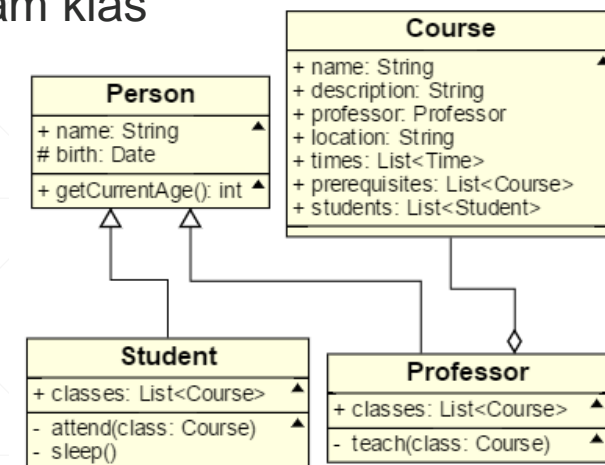 am klas
Course
+ name: String
+ description: String
+ professor: Professor
+ location: String
+ times: List<Time>
+ prerequisites: List<Course>
+ students: List<Student>
Person
+ name: String
# birth: Date
+ getCurrentAge(): int
Student
+ classes: List<Course>
- attend(class: Course)
- sleep()
Professor
+ classes: List<Course>
- teach(class: Course)